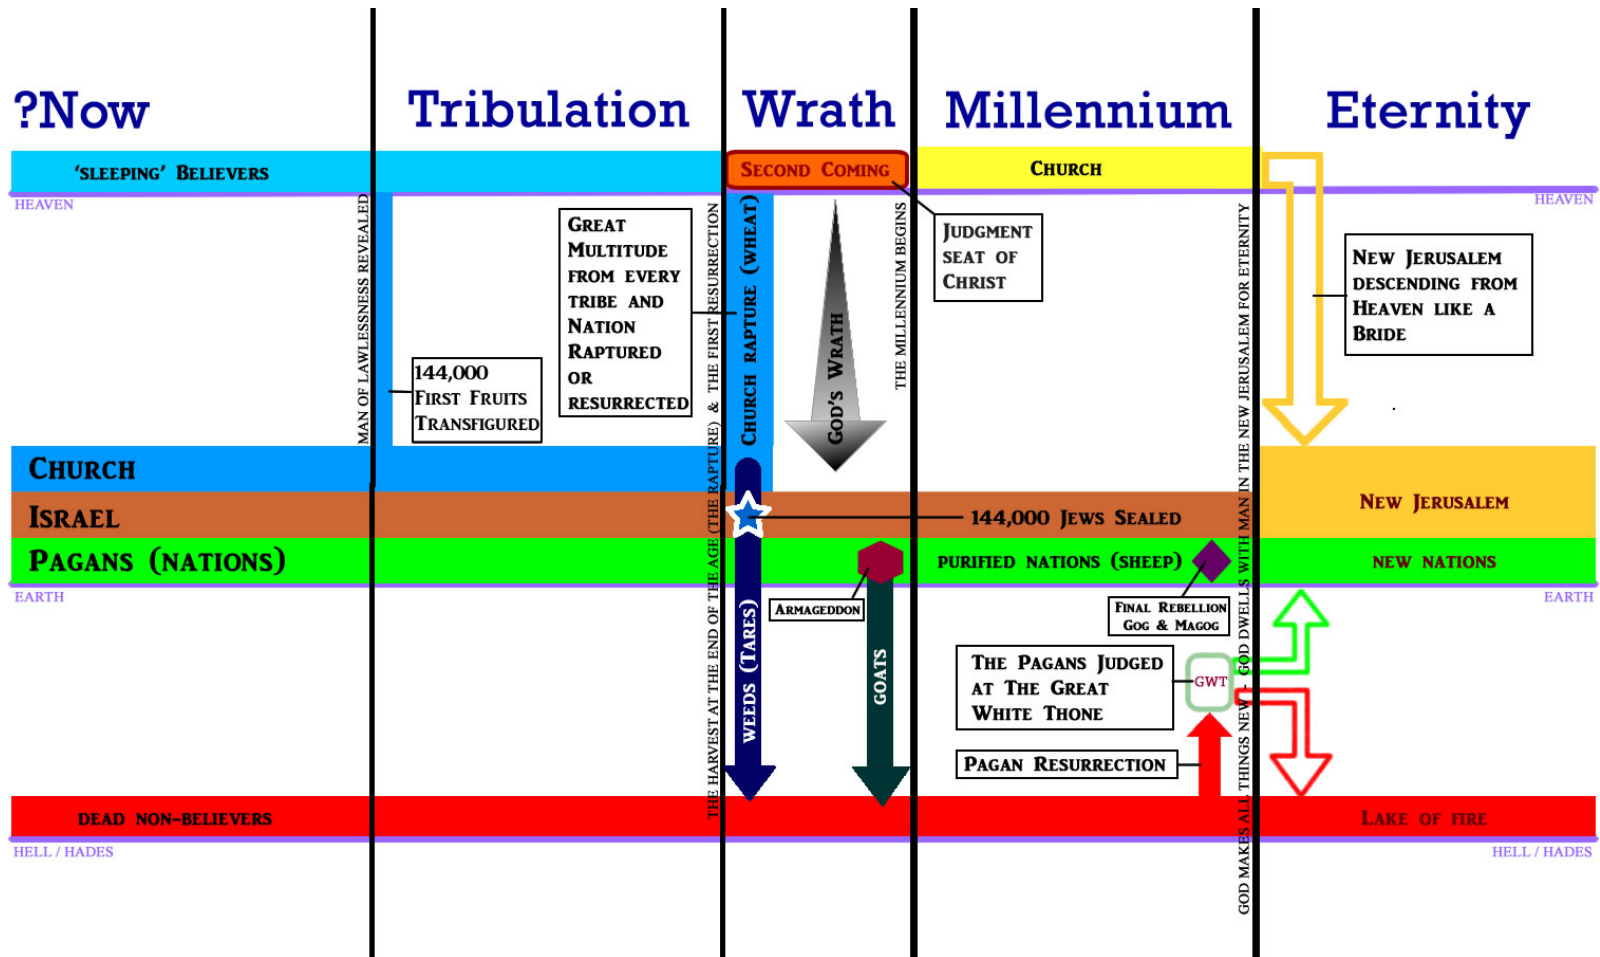 ?Now
Tribulation
Wrath
Millennium
Eternity
'sleeping' Believers
Second Coming
Church
HEAVEN
HEAVEN
MAN OF LAWLESSNESS REVEALED
144,000
First Fruits
Transfigured
Great
Multitude
from every
tribe and
Nation
Raptured
or
resurrected
THE HARVEST AT THE END OF THE AGE (THE RAPTURE) & THE FIRST RESURRECTION
Church rapture (wheat)
God's Wrath
THE MILLENNIUM BEGINS
Judgment
seat of
Christ
GOD MAKES ALL THINGS NEW - GOD DWELLS WITH MAN IN THE NEW JERUSALEM FOR ETERNITY
New Jerusalem
descending from
Heaven like a
Bride
Church
Israel
Pagans (nations)
144,000 Jews Sealed
purified nations (sheep)
New Jerusalem
new nations
EARTH
EARTH
Armageddon
Final Rebellion
Gog & Magog
weeds (Tares)
goats
The Pagans Judged
at The Great
White Thone
GWT
Pagan Resurrection
dead non-believers
Lake of fire
HELL / HADES
HELL / HADES